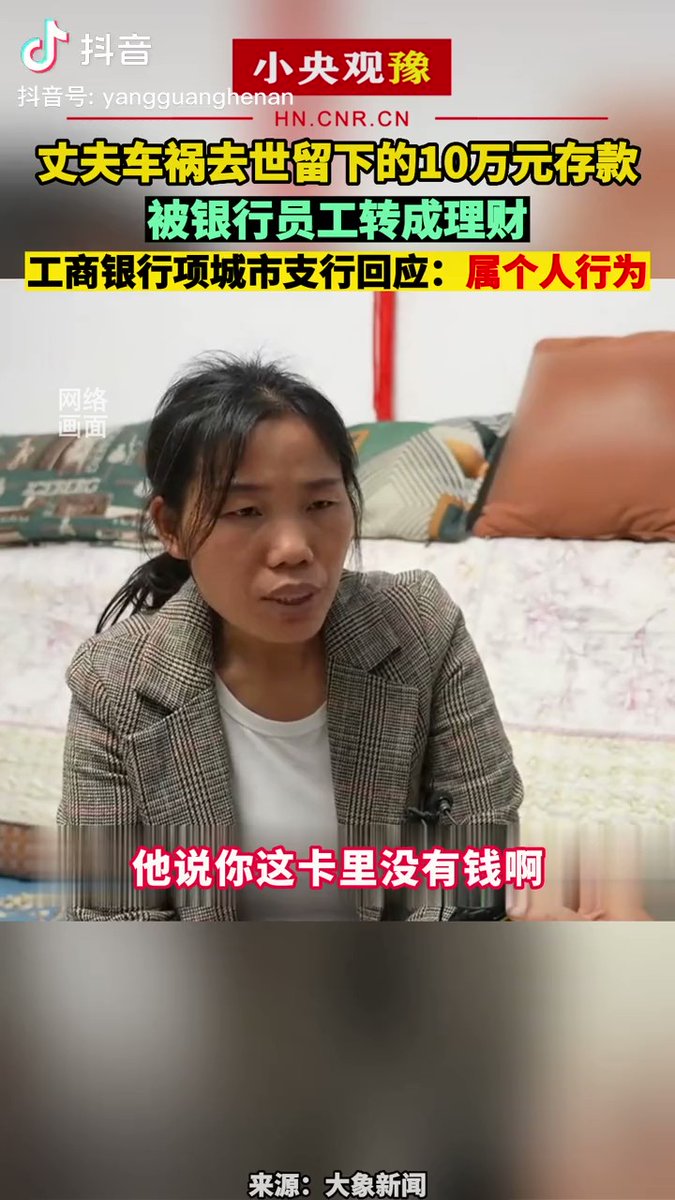 抖音
抖音号: yangguanghenan
小央观豫
HN.CNR.CN
丈夫车祸去世留下的10万元存款
被银行员工转成理财
工商银行项城市支行回应：属个人行为
网络
画面
他说你这卡里没有钱啊
来源：大象新闻